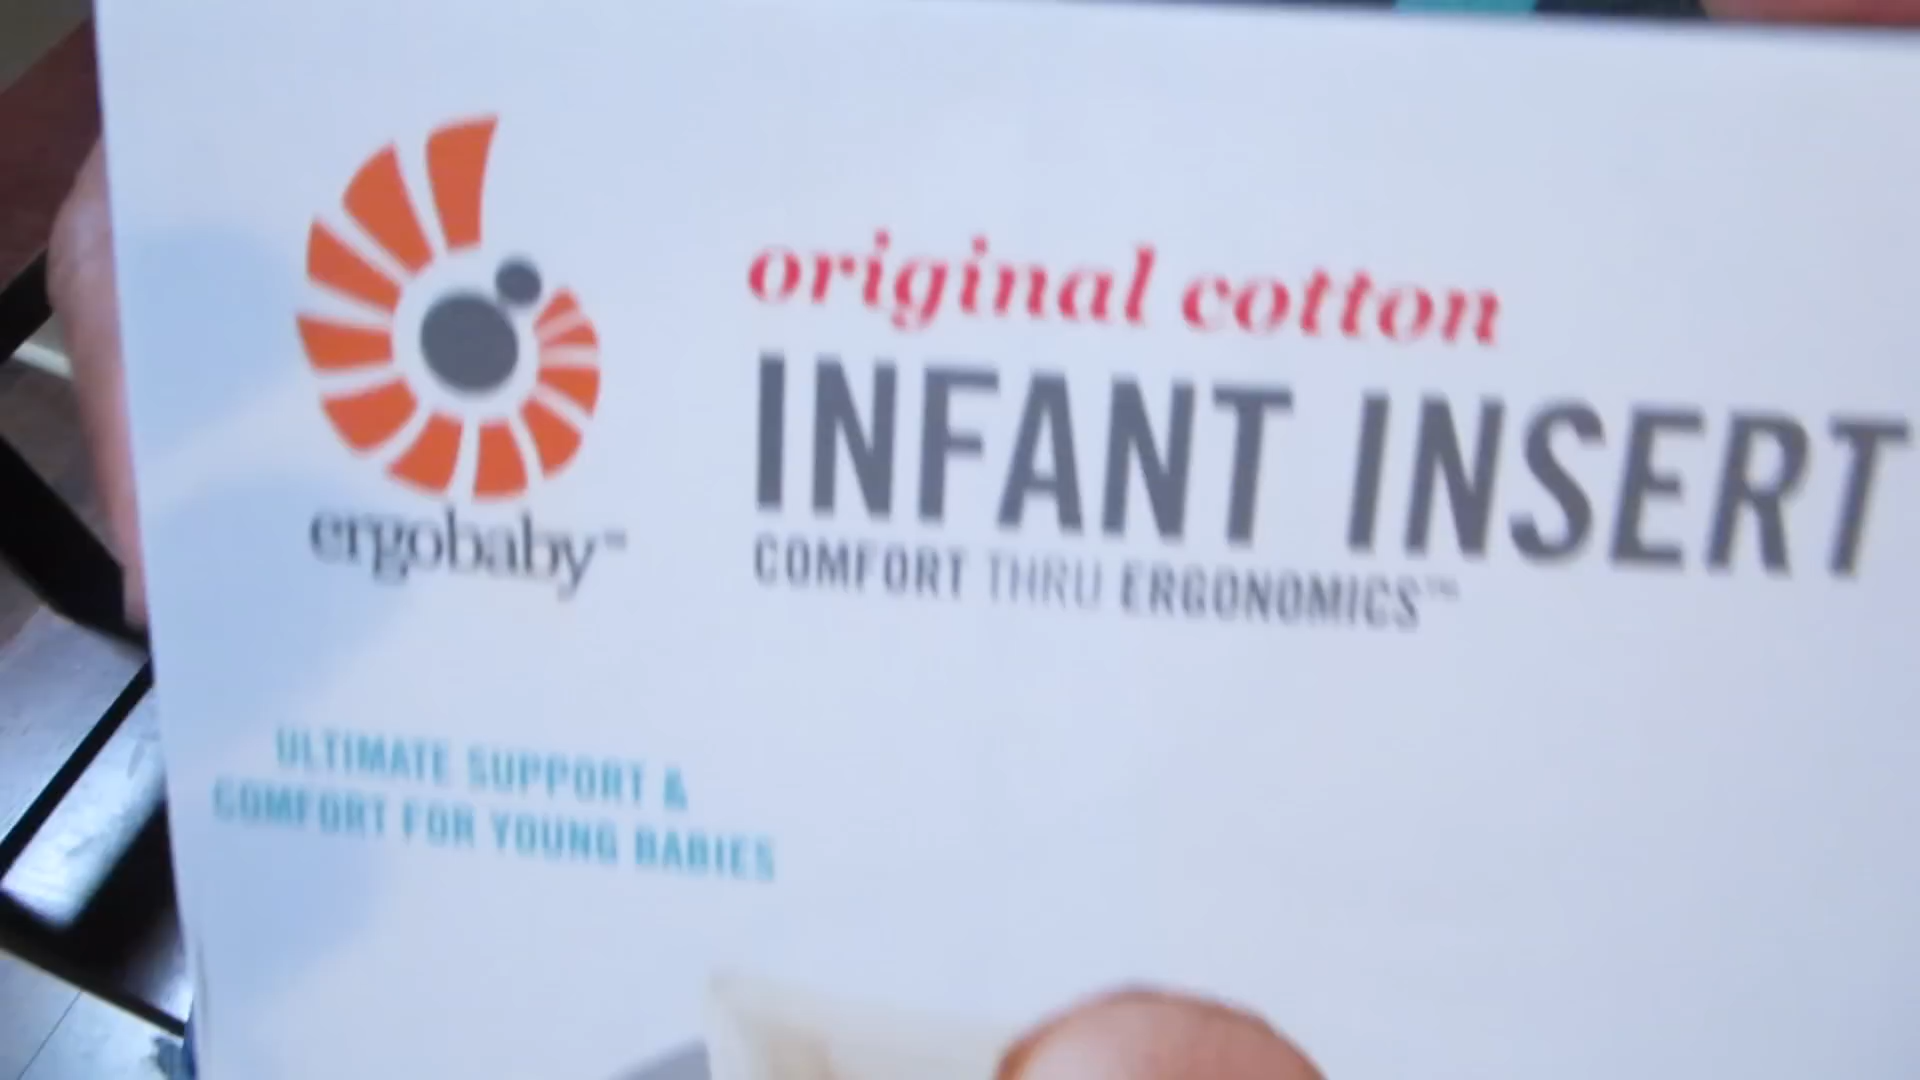 ergobaby™
original cotton
INFANT INSERT
COMFORT THRU ERGONOMICS™
ULTIMATE SUPPORT &
COMFORT FOR YOUNG BABIES